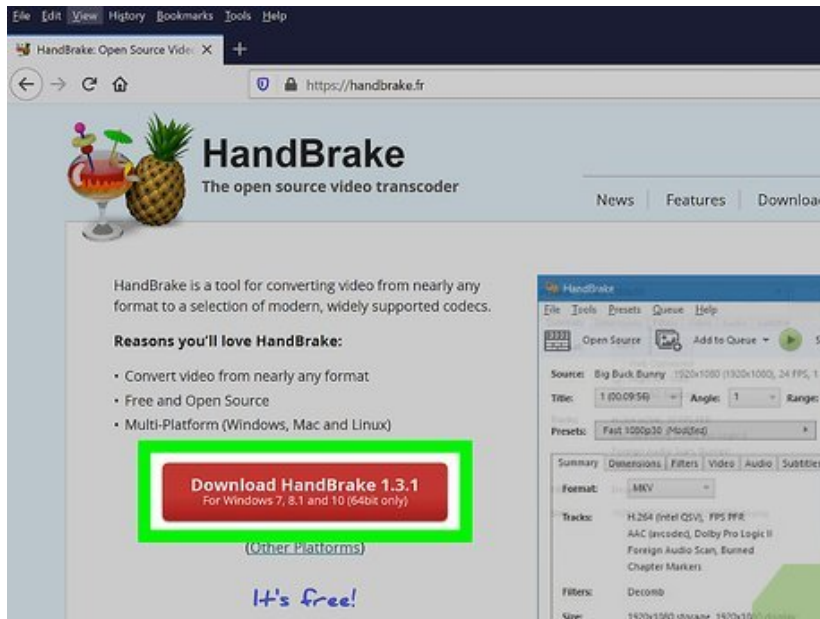 File Edit View History Bookmarks Tools Help
HandBrake: Open Source Vide
https://handbrake.fr
HandBrake
The open source video transcoder
News Features Downloa
HandBrake is a tool for converting video from nearly any
format to a selection of modern, widely supported codecs.
Reasons you'll love HandBrake:
• Convert video from nearly any format
• Free and Open Source
• Multi-Platform (Windows, Mac and Linux)
Download HandBrake 1.3.1
For Windows 7, 8.1 and 10 (64bit only)
(Other Platforms)
It's free!
HandBrake
File Tools Presets Queue Help
Open Source Add to Queue S
Source: Big Buck Bunny 1920x1080 (1920x1080), 24 FPS, 1
Title: 1 (00:09:56) Angle: 1 Range:
Presets: Fast 1080p30 (Modified)
Summary Dimensions Filters Video Audio Subtitles
Format: MKV
Tracks: H.264 (Intel QSV), FPS PFR
AAC (avcodec), Dolby Pro Logic II
Foreign Audio Scan, Burned
Chapter Markers
Filters: Decomb
Size: 1920x1080 storage, 1920x1080 display